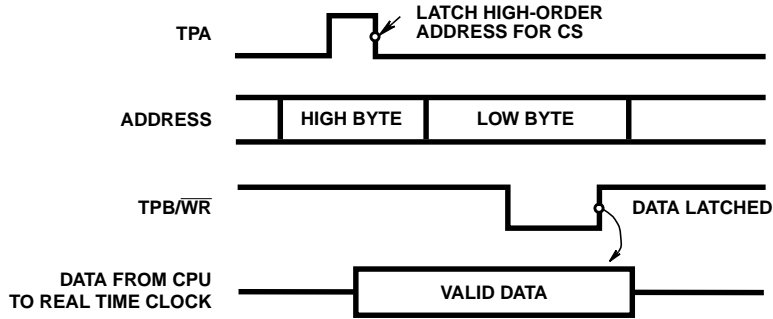 TPA
LATCH HIGH-ORDER
ADDRESS FOR CS
ADDRESS
HIGH BYTE
LOW BYTE
TPB/W̅R̅
DATA LATCHED
DATA FROM CPU
TO REAL TIME CLOCK
VALID DATA